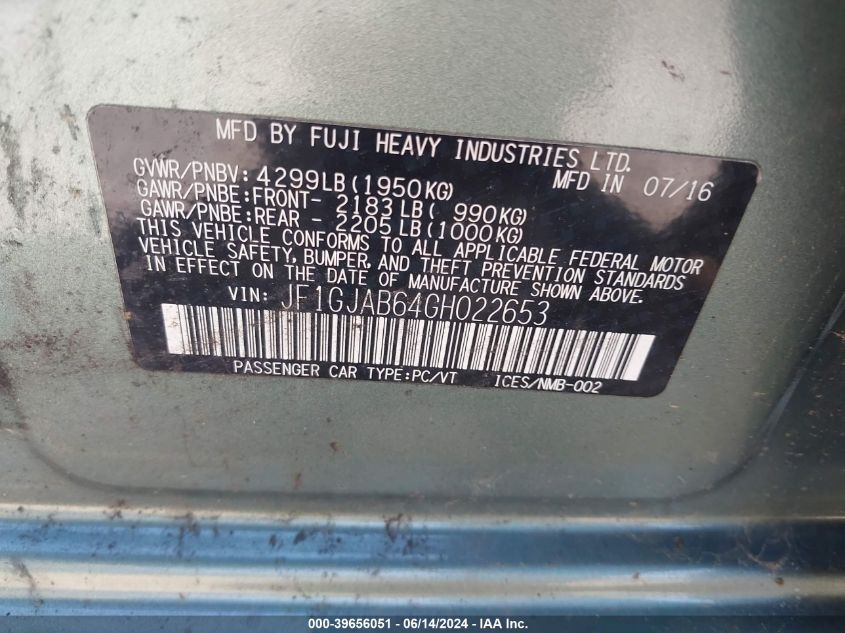 MFD BY FUJI HEAVY INDUSTRIES LTD.
GVWR/PNBV: 4299LB(1950KG) MFD IN 07/16
GAWR/PNBE:FRONT- 2183LB( 990KG)
GAWR/PNBE:REAR - 2205LB(1000KG)
THIS VEHICLE CONFORMS TO ALL APPLICABLE FEDERAL MOTOR
VEHICLE SAFETY, BUMPER, AND THEFT PREVENTION STANDARDS
IN EFFECT ON THE DATE OF MANUFACTURE SHOWN ABOVE.
VIN: JF1GJAB64GH022653
PASSENGER CAR TYPE:PC/VT ICES/NMB-002
000-39656051 - 06/14/2024 - IAA Inc.